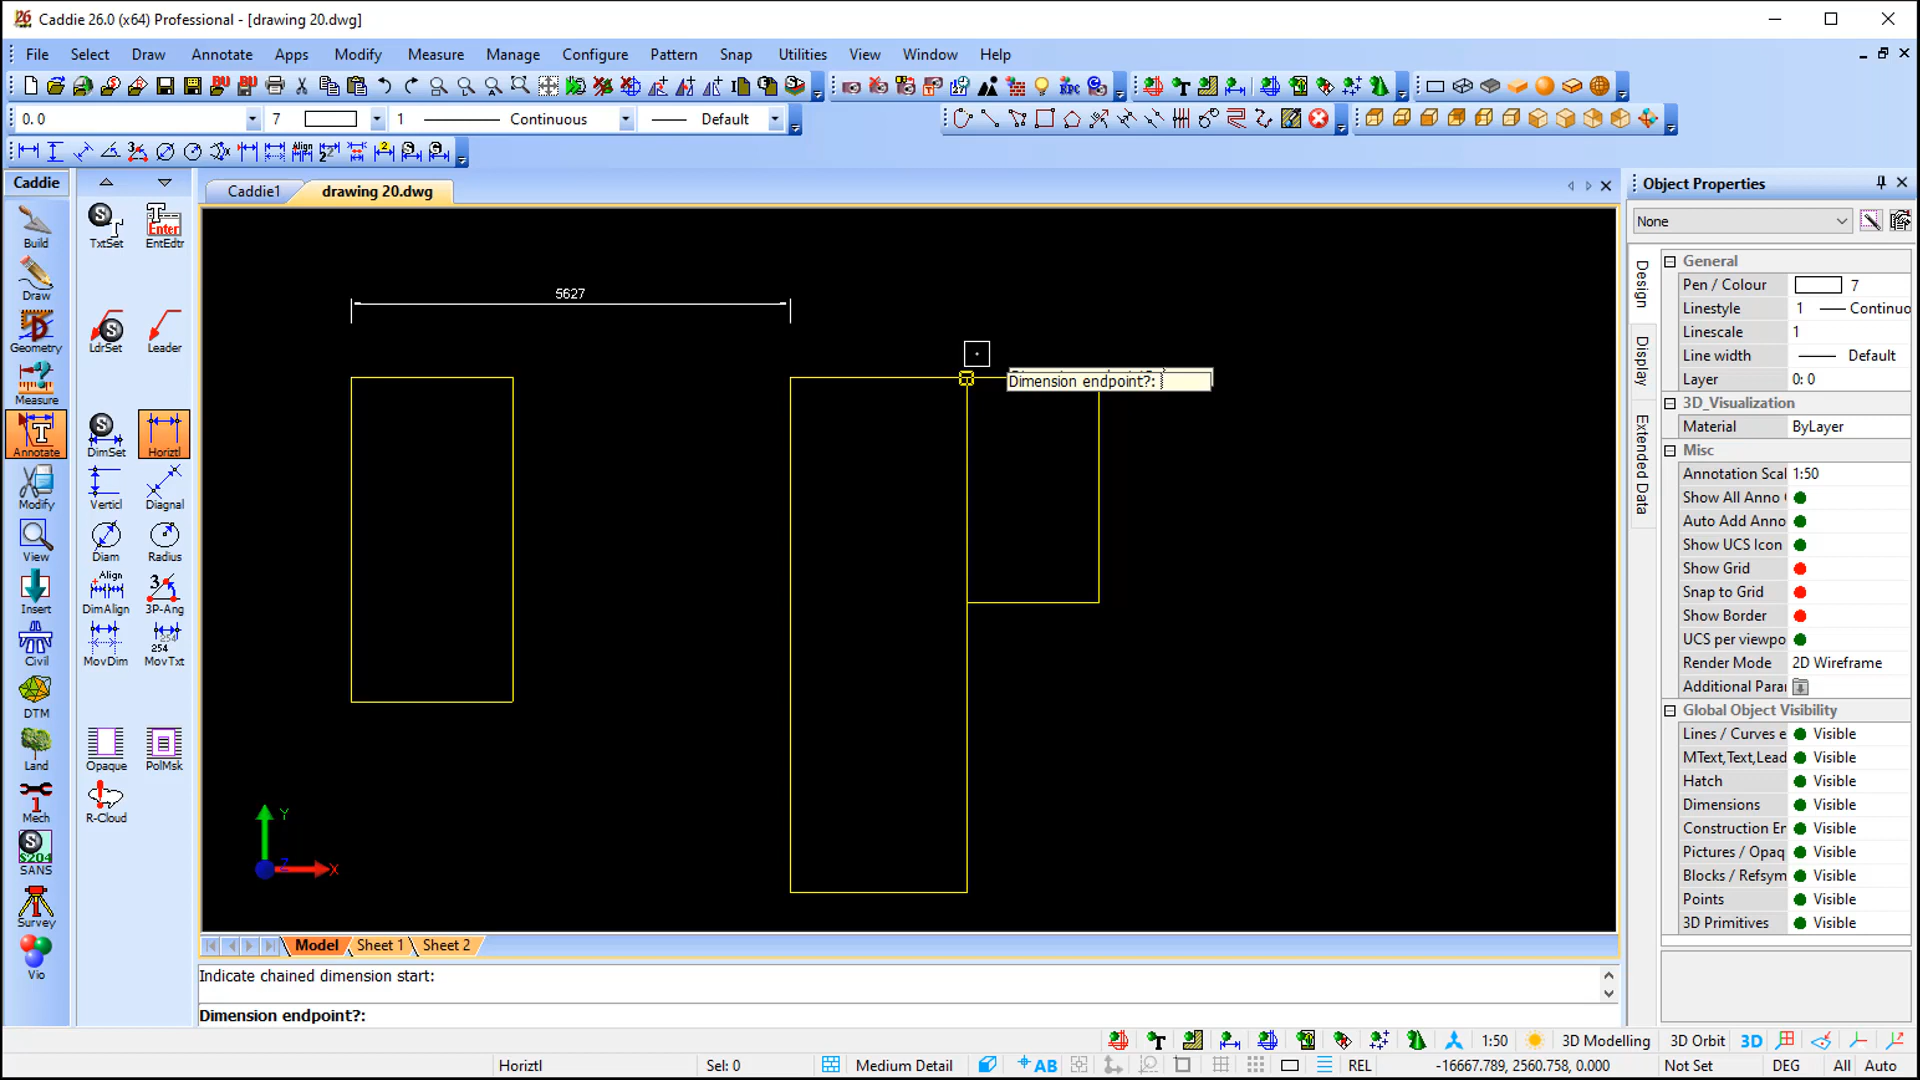 Caddie 26.0 (x64) Professional - [drawing 20.dwg]
File Select Draw Annotate Apps Modify Measure Manage Configure Pattern Snap Utilities View Window Help
0. 0
7
1 Continuous
Default
Caddie
Caddie1
drawing 20.dwg
Build
Draw
Geometry
Measure
Annotate
Modify
View
Insert
Civil
DTM
Land
Mech
SANS
Survey
Vio
TxtSet
EntEdtr
LdrSet
Leader
DimSet
Horiztl
Verticl
Diagnal
Diam
Radius
DimAlign
3P-Ang
MovDim
MovTxt
Opaque
PolMsk
R-Cloud
5627
Dimension endpoint?:
Y
Z
X
Model
Sheet 1
Sheet 2
Indicate chained dimension start:
Dimension endpoint?:
Object Properties
None
Design
Display
Extended Data
General
Pen / Colour 7
Linestyle 1 Continuo
Linescale 1
Line width Default
Layer 0: 0
3D_Visualization
Material ByLayer
Misc
Annotation Scal 1:50
Show All Anno
Auto Add Anno
Show UCS Icon
Show Grid
Snap to Grid
Show Border
UCS per viewpo
Render Mode 2D Wireframe
Additional Para
Global Object Visibility
Lines / Curves e Visible
MText,Text,Lead Visible
Hatch Visible
Dimensions Visible
Construction En Visible
Pictures / Opaq Visible
Blocks / Refsym Visible
Points Visible
3D Primitives Visible
1:50 3D Modelling 3D Orbit 3D
Horiztl Sel: 0 Medium Detail AB REL -16667.789, 2560.758, 0.000 Not Set DEG All Auto